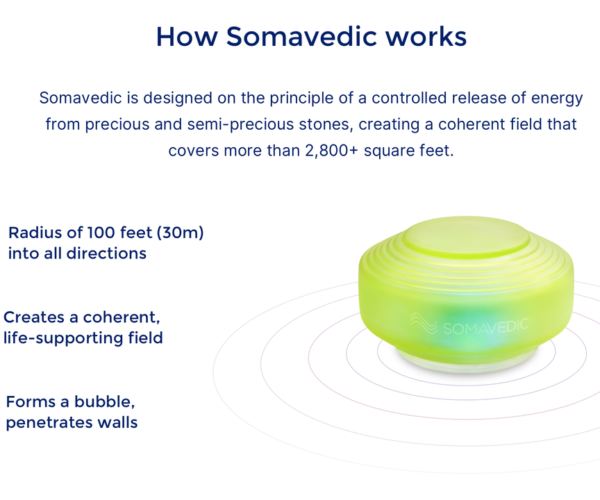 How Somavedic works
Somavedic is designed on the principle of a controlled release of energy
from precious and semi-precious stones, creating a coherent field that
covers more than 2,800+ square feet.
Radius of 100 feet (30m)
into all directions
Creates a coherent,
life-supporting field
Forms a bubble,
penetrates walls
SOMAVEDIC